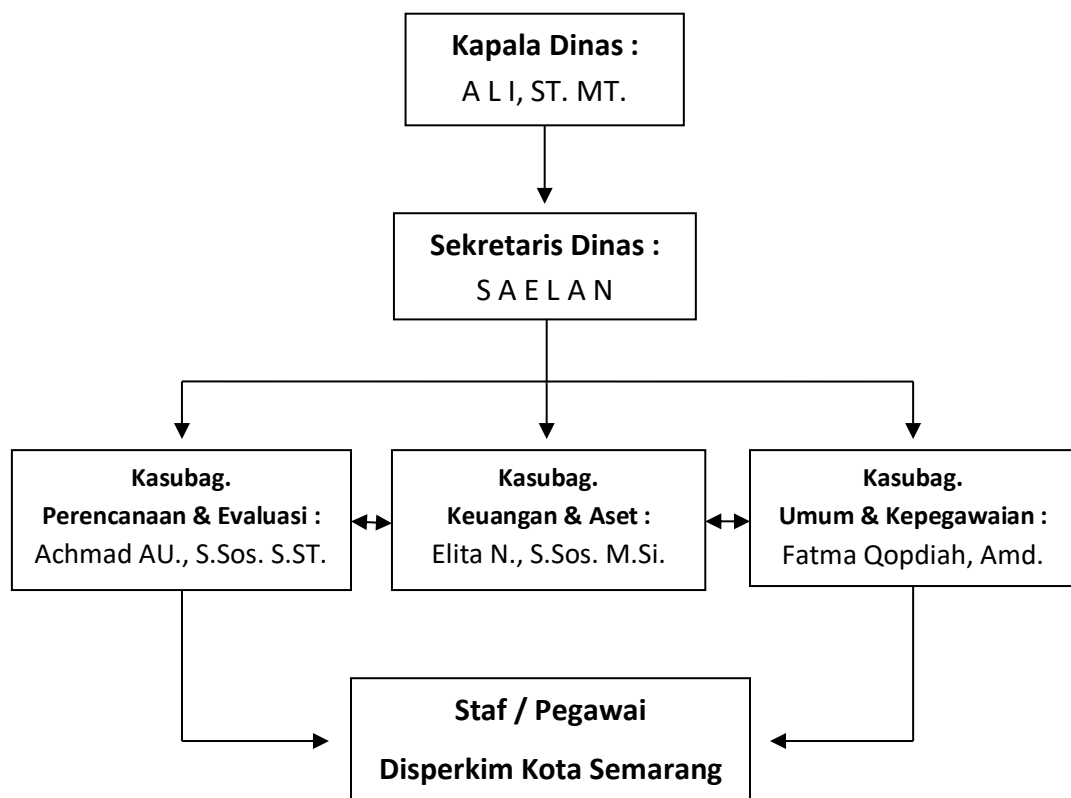 Kapala Dinas :
A L I, ST. MT.
Sekretaris Dinas :
S A E L A N
Kasubag.
Perencanaan & Evaluasi :
Achmad AU., S.Sos. S.ST.
Kasubag.
Keuangan & Aset :
Elita N., S.Sos. M.Si.
Kasubag.
Umum & Kepegawaian :
Fatma Qopdiah, Amd.
Staf / Pegawai
Disperkim Kota Semarang